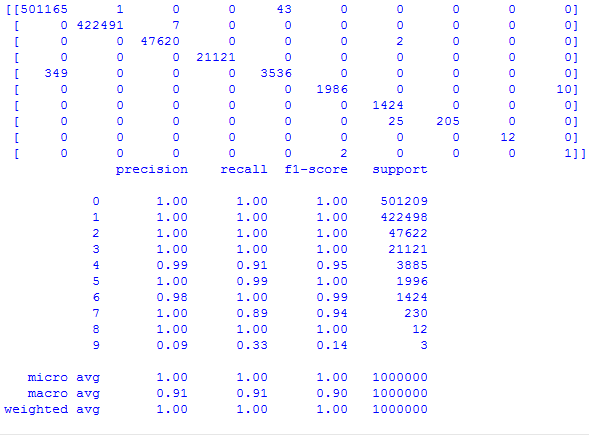 [[501165 1 0 0 43 0 0 0 0 0]
[ 0 422491 7 0 0 0 0 0 0 0]
[ 0 0 47620 0 0 0 2 0 0 0]
[ 0 0 0 21121 0 0 0 0 0 0]
[ 349 0 0 0 3536 0 0 0 0 0]
[ 0 0 0 0 0 1986 0 0 0 10]
[ 0 0 0 0 0 0 1424 0 0 0]
[ 0 0 0 0 0 0 25 205 0 0]
[ 0 0 0 0 0 0 0 0 12 0]
[ 0 0 0 0 0 2 0 0 0 1]]
precision recall f1-score support
0 1.00 1.00 1.00 501209
1 1.00 1.00 1.00 422498
2 1.00 1.00 1.00 47622
3 1.00 1.00 1.00 21121
4 0.99 0.91 0.95 3885
5 1.00 0.99 1.00 1996
6 0.98 1.00 0.99 1424
7 1.00 0.89 0.94 230
8 1.00 1.00 1.00 12
9 0.09 0.33 0.14 3
micro avg 1.00 1.00 1.00 1000000
macro avg 0.91 0.91 0.90 1000000
weighted avg 1.00 1.00 1.00 1000000